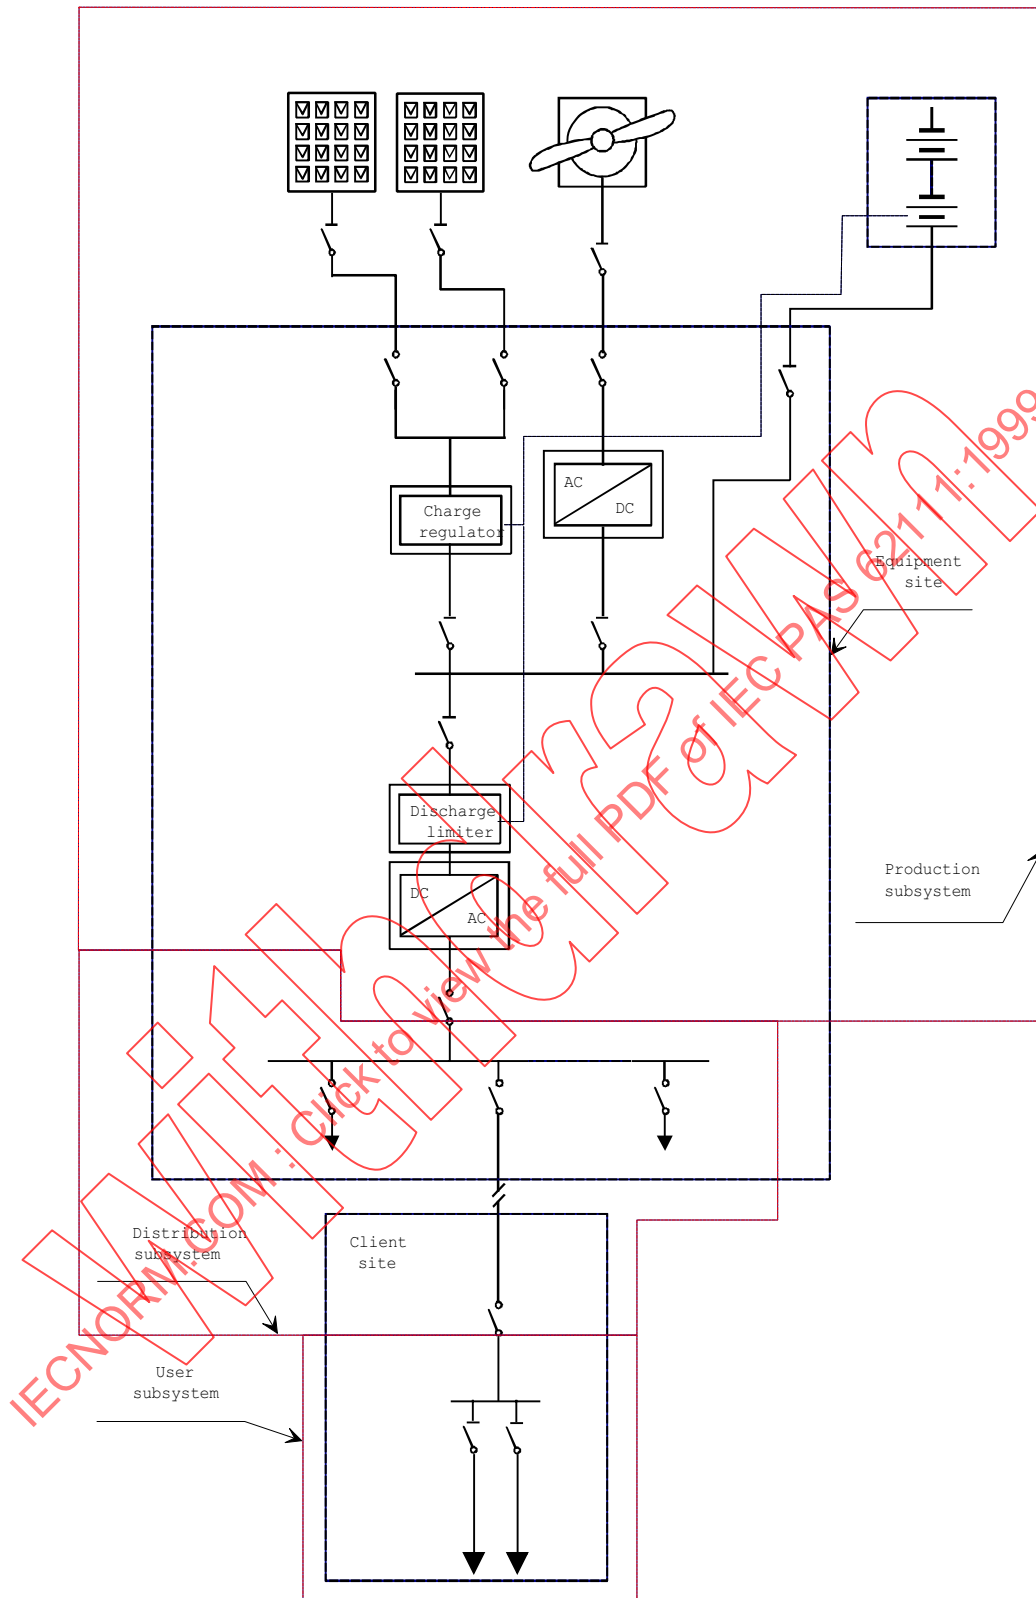 AC
DC
Charge
regulator
Equipment
site
Discharge
limiter
DC
AC
Production
subsystem
Distribution
subsystem
Client
site
User
subsystem
Withdrawn
IECNORM.COM : Click to view the full PDF of IEC PAS 62111:1999